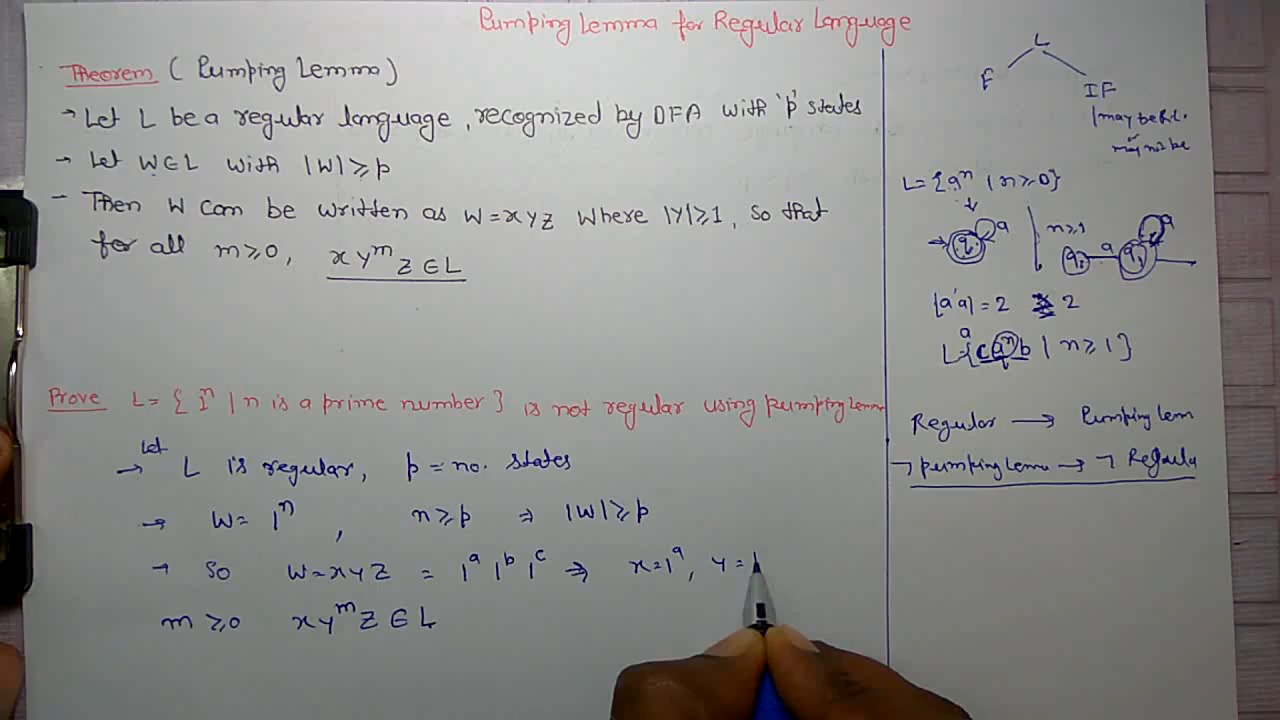 Pumping Lemma for Regular Language
Theorem (Pumping Lemma)
→ Let L be a regular language, recognized by DFA with 'p' states
→ Let W∈L with |W|≥p
- Then W can be written as W=xyz where |Y|≥1, so that
for all m≥0, xy^m z ∈ L
Prove L = { 1^n | n is a prime number } is not regular using pumping lemma
→ Let L is regular, p = no. states
→ W = 1^n, n≥p ⇒ |W|≥p
→ So W=xyz = 1^a 1^b 1^c ⇒ x=1^a, y=1
m≥0 xy^m z ∈ L
L
F IF
may be R.L.
may not be
L={a^n | n≥0}
q a | n≥1
a a
|aa| = 2 2
a
L={ca^nb | n≥1}
Regular → Pumping Lem
¬ pumping lemma → ¬ Regula